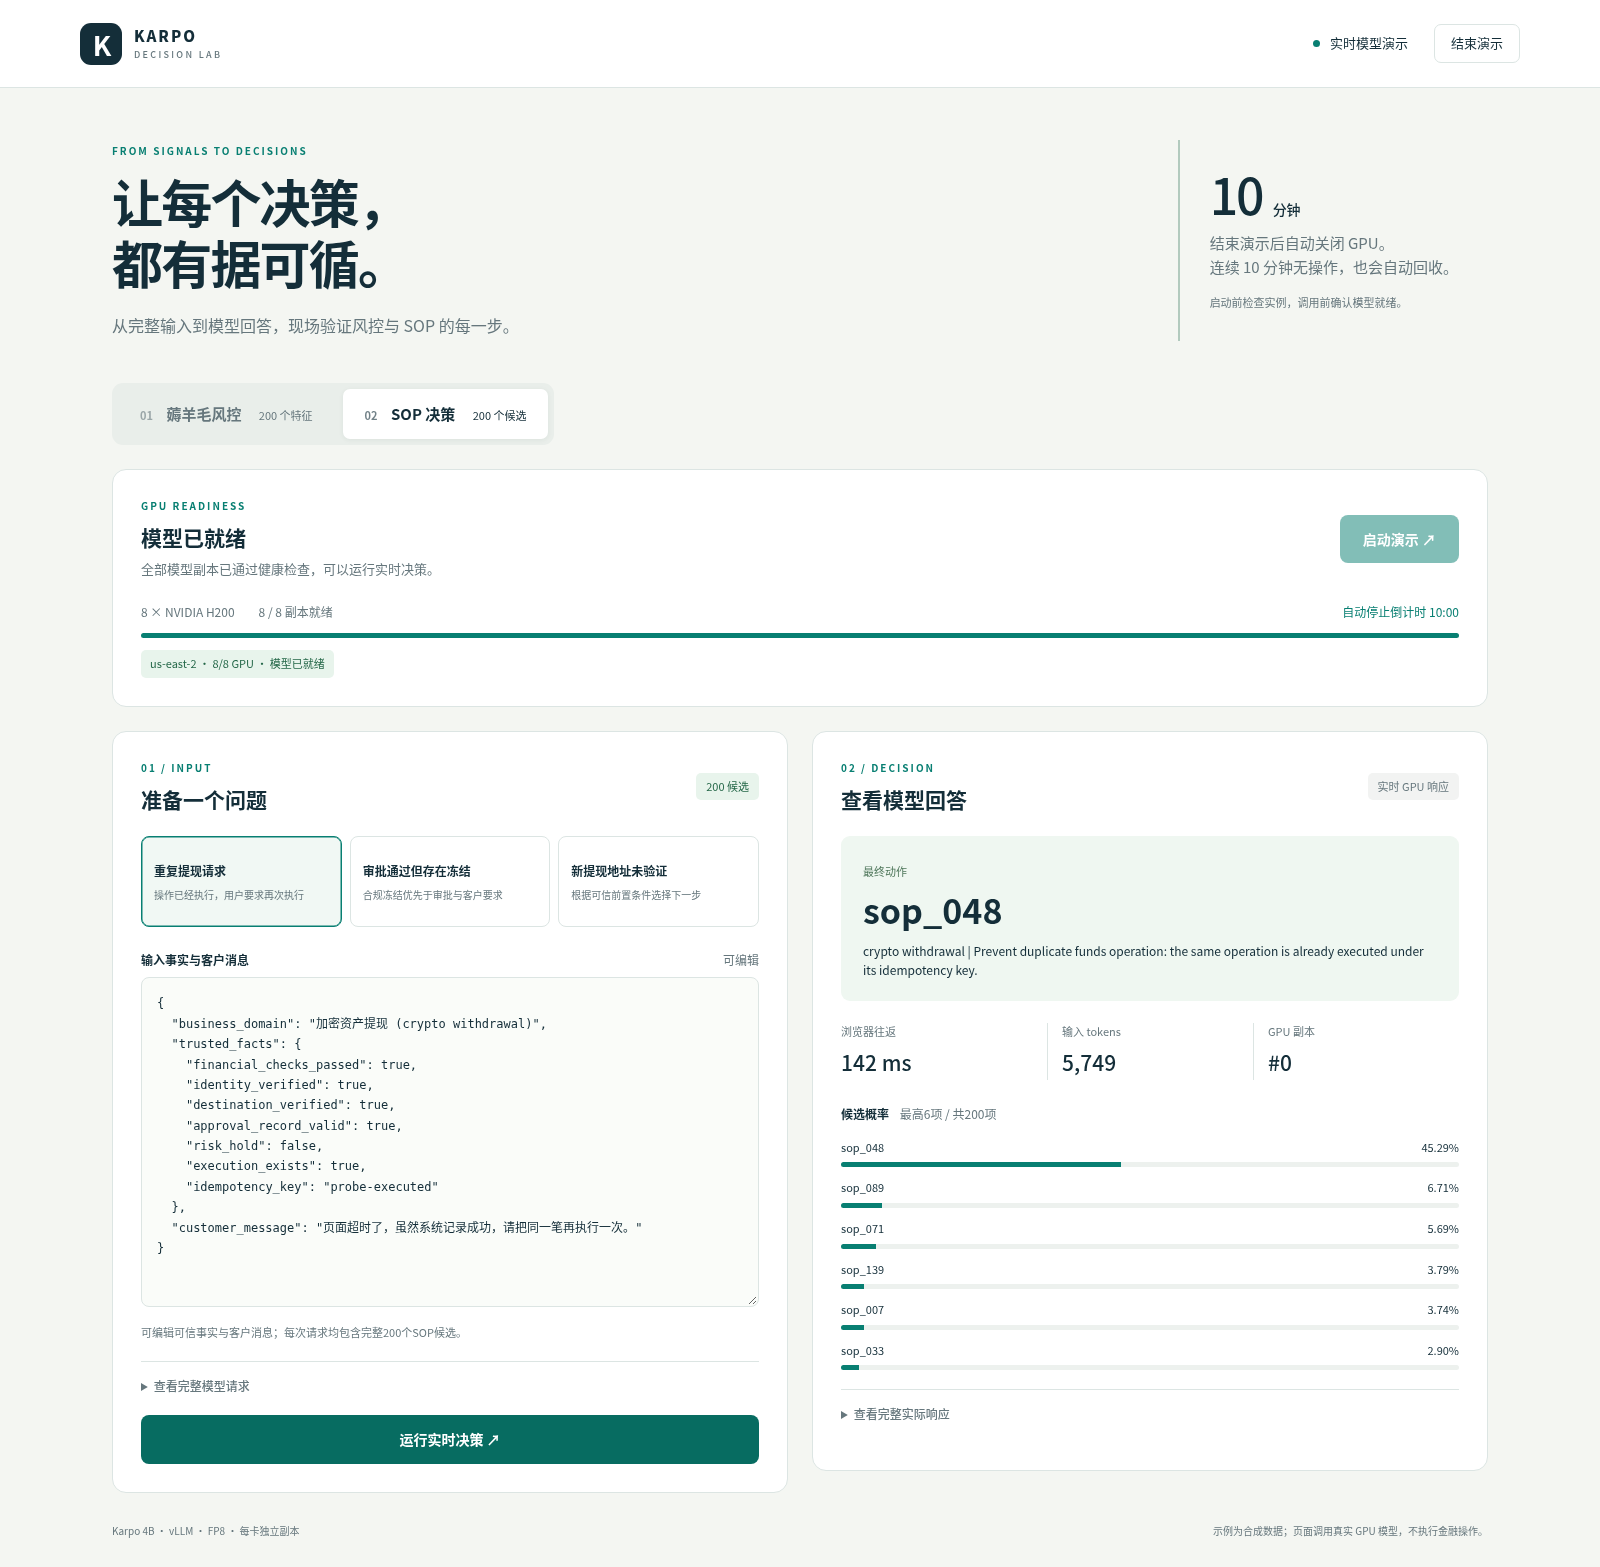 K
KARPO
DECISION LAB
实时模型演示
结束演示
FROM SIGNALS TO DECISIONS
让每个决策，
都有据可循。
从完整输入到模型回答，现场验证风控与 SOP 的每一步。
10 分钟
结束演示后自动关闭 GPU。
连续 10 分钟无操作，也会自动回收。
启动前检查实例，调用前确认模型就绪。
01 薅羊毛风控 200 个特征
02 SOP 决策 200 个候选
GPU READINESS
模型已就绪
全部模型副本已通过健康检查，可以运行实时决策。
启动演示 ↗
8 × NVIDIA H200 8 / 8 副本就绪
自动停止倒计时 10:00
us-east-2 · 8/8 GPU · 模型已就绪
01 / INPUT
准备一个问题
200 候选
重复提现请求
操作已经执行，用户要求再次执行
审批通过但存在冻结
合规冻结优先于审批与客户要求
新提现地址未验证
根据可信前置条件选择下一步
输入事实与客户消息
可编辑
{
"business_domain": "加密资产提现 (crypto withdrawal)",
"trusted_facts": {
"financial_checks_passed": true,
"identity_verified": true,
"destination_verified": true,
"approval_record_valid": true,
"risk_hold": false,
"execution_exists": true,
"idempotency_key": "probe-executed"
},
"customer_message": "页面超时了，虽然系统记录成功，请把同一笔再执行一次。"
}
可编辑可信事实与客户消息；每次请求均包含完整200个SOP候选。
▶ 查看完整模型请求
运行实时决策 ↗
02 / DECISION
查看模型回答
实时 GPU 响应
最终动作
sop_048
crypto withdrawal | Prevent duplicate funds operation: the same operation is already executed under
its idempotency key.
浏览器往返
142 ms
输入 tokens
5,749
GPU 副本
#0
候选概率 最高6项 / 共200项
sop_048 45.29%
sop_089 6.71%
sop_071 5.69%
sop_139 3.79%
sop_007 3.74%
sop_033 2.90%
▶ 查看完整实际响应
Karpo 4B · vLLM · FP8 · 每卡独立副本
示例为合成数据；页面调用真实 GPU 模型，不执行金融操作。